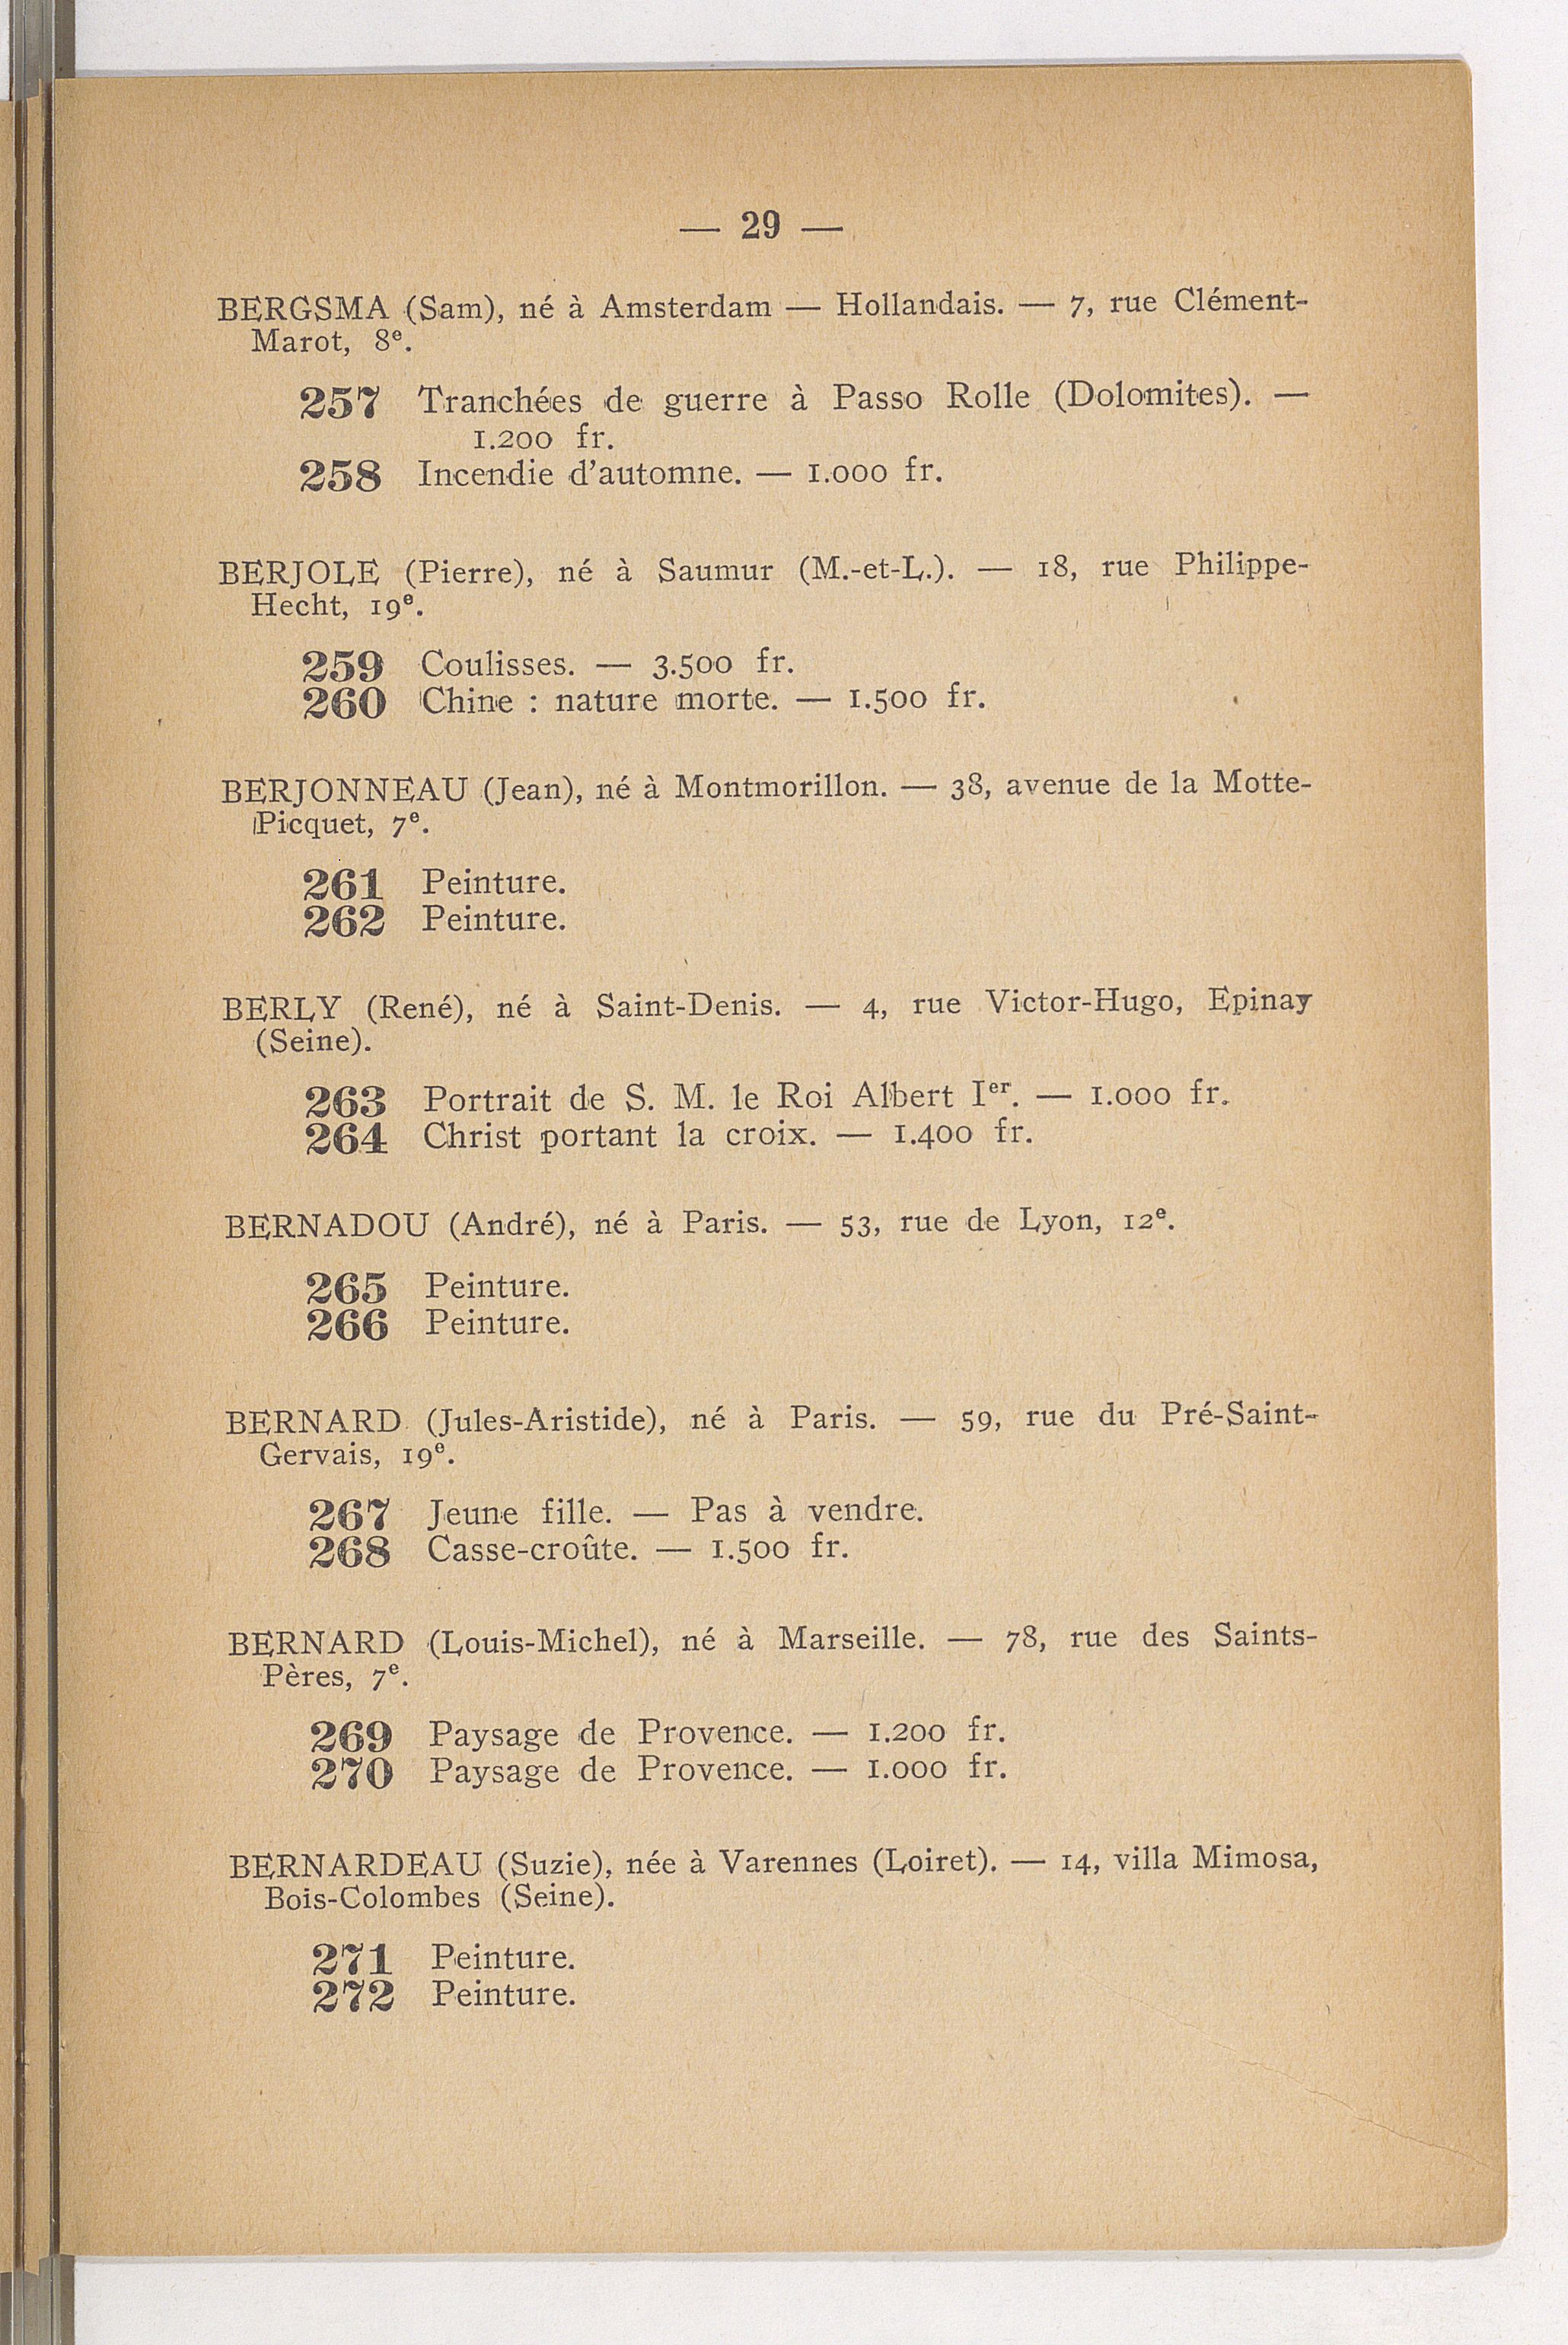 — 29 —
BERGSMA (Sam), né à Amsterdam — Hollandais. — 7, rue Clément-
Marot, 8e.
257 Tranchées de guerre à Passo Rolle (Dolomites). —
1.200 fr.
258 Incendie d'automne. — 1.000 fr.
BERJOLE (Pierre), né à Saumur (M.-et-L.). — 18, rue Philippe-
Hecht, 19e.
259 Coulisses. — 3.500 fr.
260 Chine : nature morte. — 1.500 fr.
BERJONNEAU (Jean), né à Montmorillon. — 38, avenue de la Motte-
Picquet, 7e.
261 Peinture.
262 Peinture.
BERLY (René), né à Saint-Denis. — 4, rue Victor-Hugo, Epinay
(Seine).
263 Portrait de S. M. le Roi Albert Ier. — 1.000 fr.
264 Christ portant la croix. — 1.400 fr.
BERNADOU (André), né à Paris. — 53, rue de Lyon, 12e.
265 Peinture.
266 Peinture.
BERNARD (Jules-Aristide), né à Paris. — 59, rue du Pré-Saint-
Gervais, 19e.
267 Jeune fille. — Pas à vendre.
268 Casse-croûte. — 1.500 fr.
BERNARD (Louis-Michel), né à Marseille. — 78, rue des Saints-
Pères, 7e.
269 Paysage de Provence. — 1.200 fr.
270 Paysage de Provence. — 1.000 fr.
BERNARDEAU (Suzie), née à Varennes (Loiret). — 14, villa Mimosa,
Bois-Colombes (Seine).
271 Peinture.
272 Peinture.